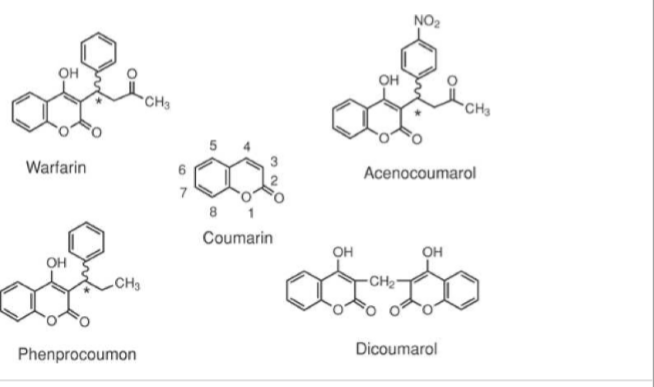 NO₂
OH
O
*
CH₃
O
O
Warfarin
OH
O
*
CH₃
O
O
Acenocoumarol
5
4
6
3
7
2
O
O
8
1
Coumarin
OH
*
CH₃
O
O
Phenprocoumon
OH
OH
CH₂
O
O
O
O
Dicoumarol